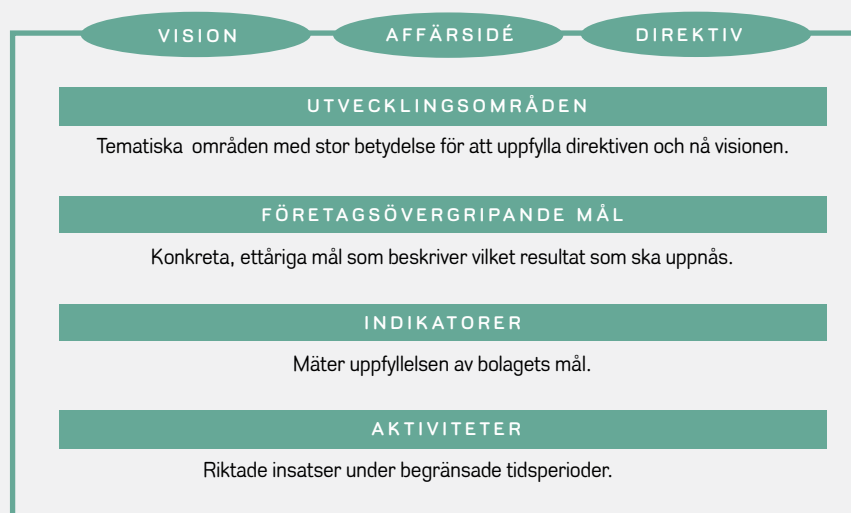 VISION AFFÄRSIDÉ DIREKTIV
UTVECKLINGSOMRÅDEN
Tematiska områden med stor betydelse för att uppfylla direktiven och nå visionen.
FÖRETAGSÖVERGRIPANDE MÅL
Konkreta, ettåriga mål som beskriver vilket resultat som ska uppnås.
INDIKATORER
Mäter uppfyllelsen av bolagets mål.
AKTIVITETER
Riktade insatser under begränsade tidsperioder.